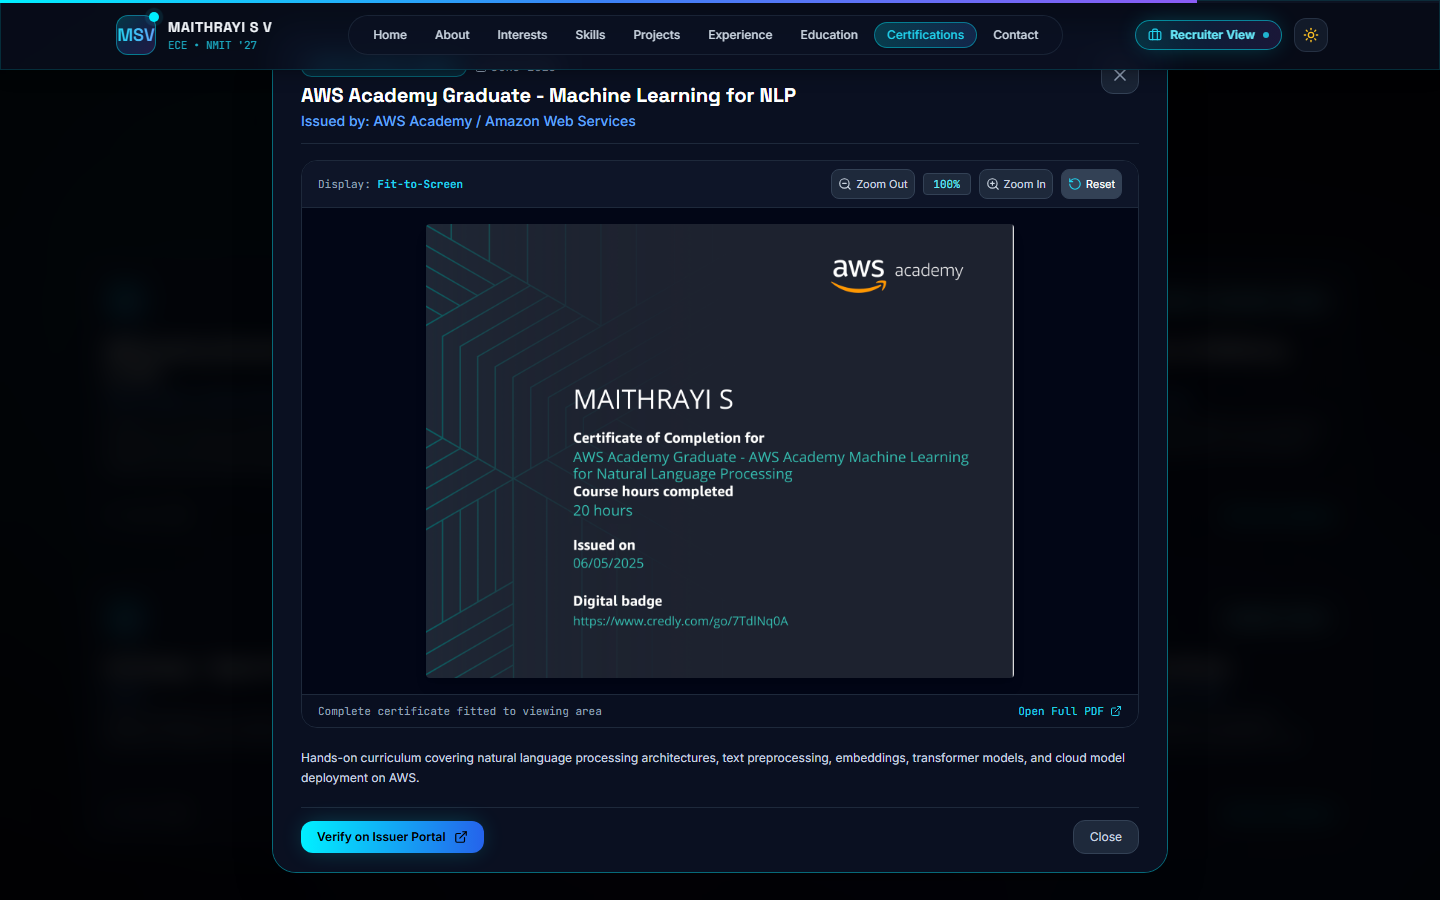 MSV
MAITHRAYI S V
ECE • NMIT '27
Home
About
Interests
Skills
Projects
Experience
Education
Certifications
Contact
Recruiter View
AWS Academy Graduate - Machine Learning for NLP
Issued by: AWS Academy / Amazon Web Services
Display: Fit-to-Screen
Zoom Out
100%
Zoom In
Reset
aws academy
MAITHRAYI S
Certificate of Completion for
AWS Academy Graduate - AWS Academy Machine Learning
for Natural Language Processing
Course hours completed
20 hours
Issued on
06/05/2025
Digital badge
https://www.credly.com/go/7TdlNq0A
Complete certificate fitted to viewing area
Open Full PDF
Hands-on curriculum covering natural language processing architectures, text preprocessing, embeddings, transformer models, and cloud model
deployment on AWS.
Verify on Issuer Portal
Close